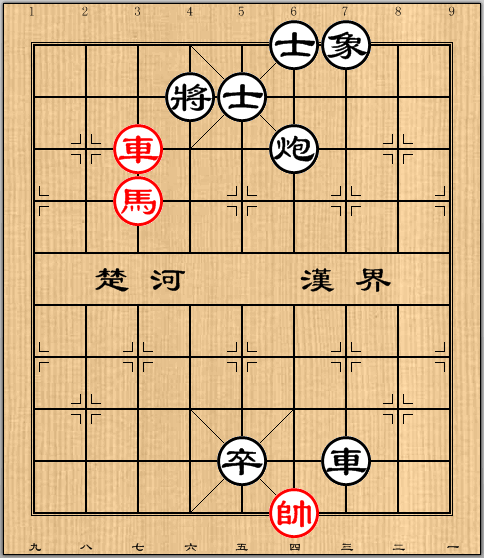 1 2 3 4 5 6 7 8 9
士 象
將 士
車 炮
馬
楚 河 漢 界
卒 車
帥
九 八 七 六 五 四 三 二 一